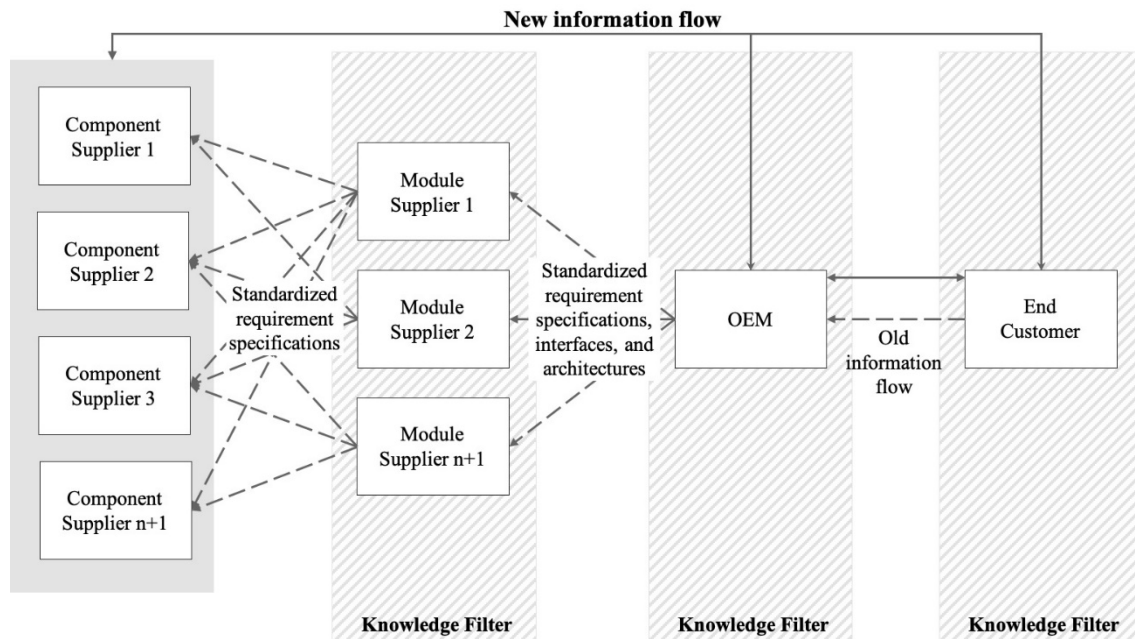 New information flow
Component
Supplier 1
Component
Supplier 2
Component
Supplier 3
Component
Supplier n+1
Standardized
requirement
specifications
Module
Supplier 1
Module
Supplier 2
Module
Supplier n+1
Standardized
requirement
specifications,
interfaces, and
architectures
OEM
Old
information
flow
End
Customer
Knowledge Filter
Knowledge Filter
Knowledge Filter